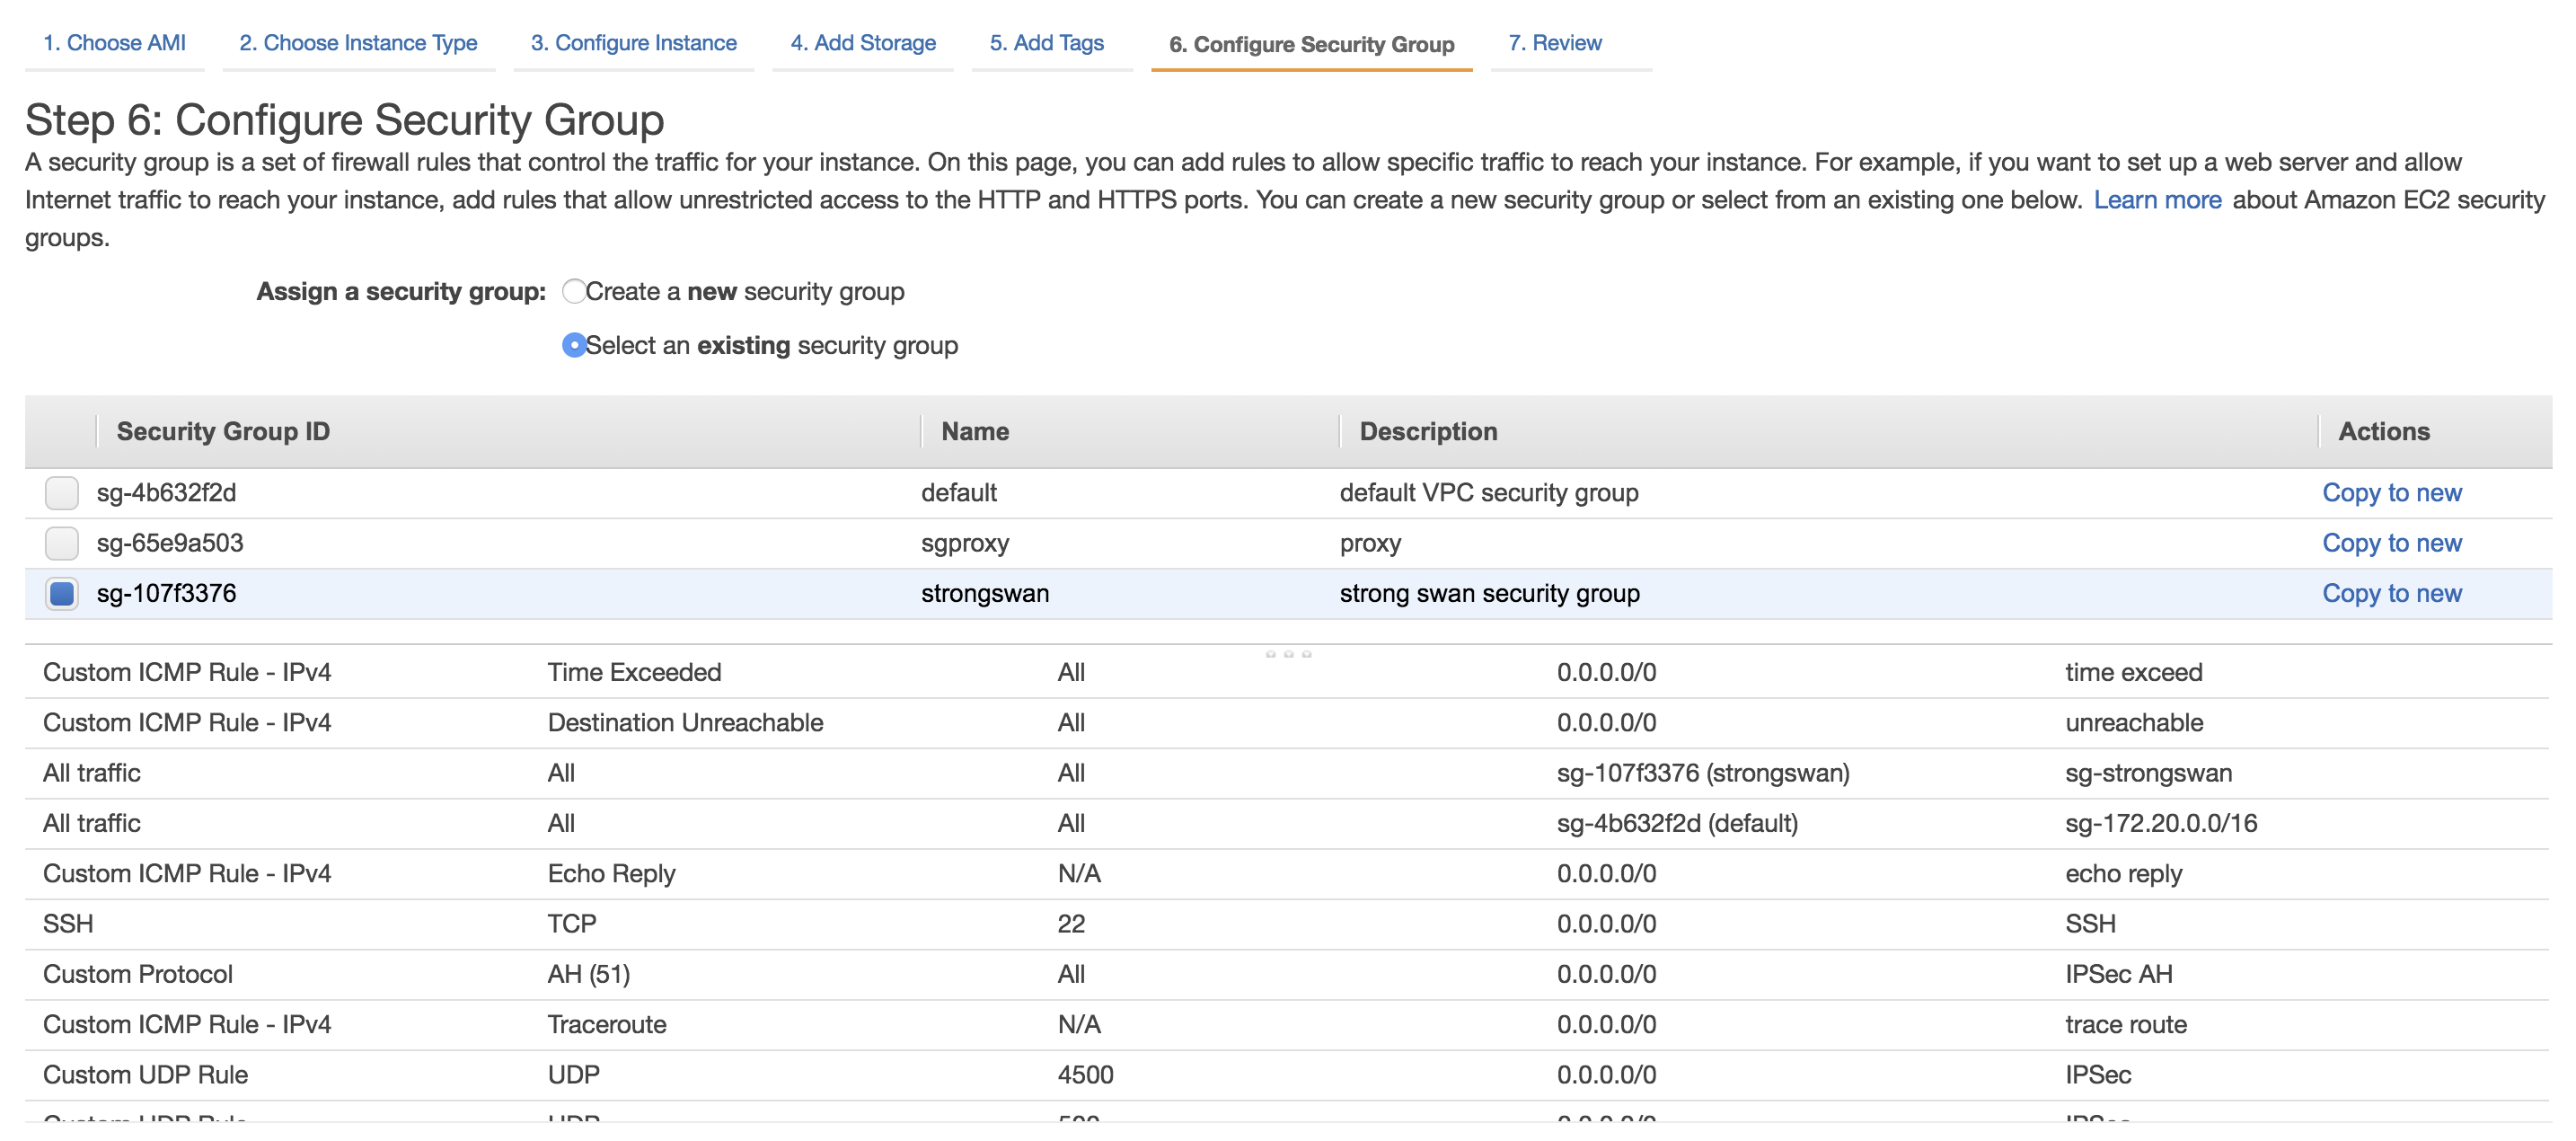 1. Choose AMI 2. Choose Instance Type 3. Configure Instance 4. Add Storage 5. Add Tags 6. Configure Security Group 7. Review
Step 6: Configure Security Group
A security group is a set of firewall rules that control the traffic for your instance. On this page, you can add rules to allow specific traffic to reach your instance. For example, if you want to set up a web server and allow
Internet traffic to reach your instance, add rules that allow unrestricted access to the HTTP and HTTPS ports. You can create a new security group or select from an existing one below. Learn more about Amazon EC2 security
groups.
Assign a security group: Create a new security group
Select an existing security group
Security Group ID Name Description Actions
sg-4b632f2d default default VPC security group Copy to new
sg-65e9a503 sgproxy proxy Copy to new
sg-107f3376 strongswan strong swan security group Copy to new
Custom ICMP Rule - IPv4 Time Exceeded All 0.0.0.0/0 time exceed
Custom ICMP Rule - IPv4 Destination Unreachable All 0.0.0.0/0 unreachable
All traffic All All sg-107f3376 (strongswan) sg-strongswan
All traffic All All sg-4b632f2d (default) sg-172.20.0.0/16
Custom ICMP Rule - IPv4 Echo Reply N/A 0.0.0.0/0 echo reply
SSH TCP 22 0.0.0.0/0 SSH
Custom Protocol AH (51) All 0.0.0.0/0 IPSec AH
Custom ICMP Rule - IPv4 Traceroute N/A 0.0.0.0/0 trace route
Custom UDP Rule UDP 4500 0.0.0.0/0 IPSec
Custom UDP Rule UDP 500 0.0.0.0/0 IPSec